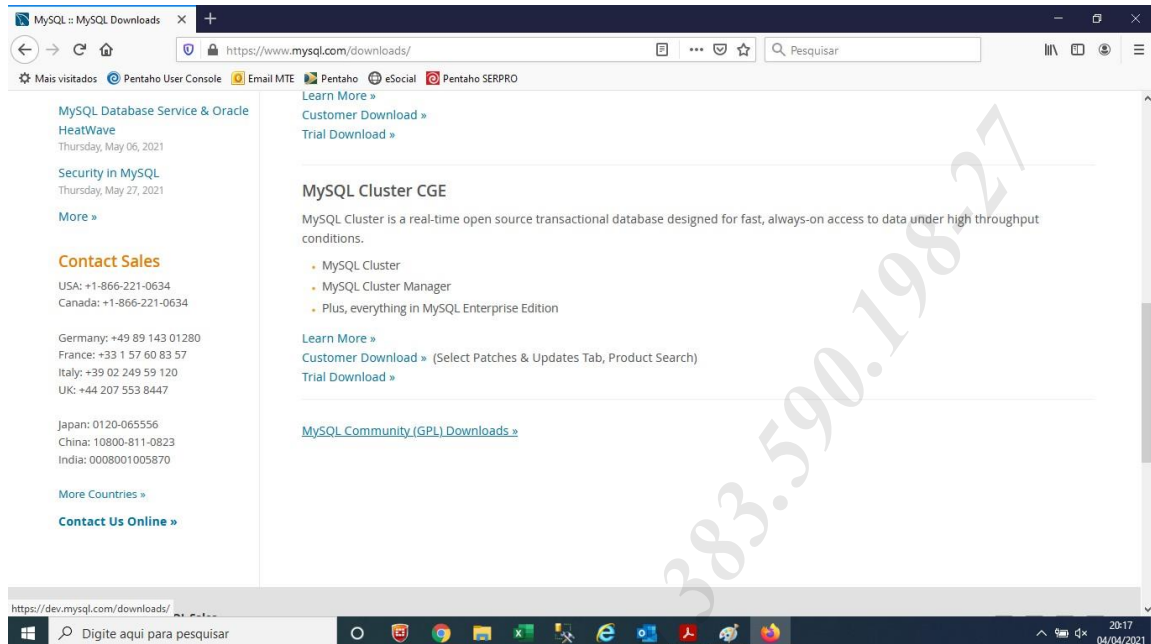 MySQL :: MySQL Downloads
https://www.mysql.com/downloads/
Pesquisar
Mais visitados
Pentaho User Console
Email MTE
Pentaho
eSocial
Pentaho SERPRO
MySQL Database Service & Oracle
HeatWave
Thursday, May 06, 2021
Security in MySQL
Thursday, May 27, 2021
More »
Contact Sales
USA: +1-866-221-0634
Canada: +1-866-221-0634
Germany: +49 89 143 01280
France: +33 1 57 60 83 57
Italy: +39 02 249 59 120
UK: +44 207 553 8447
Japan: 0120-065556
China: 10800-811-0823
India: 0008001005870
More Countries »
Contact Us Online »
Learn More »
Customer Download »
Trial Download »
MySQL Cluster CGE
MySQL Cluster is a real-time open source transactional database designed for fast, always-on access to data under high throughput
conditions.
• MySQL Cluster
• MySQL Cluster Manager
• Plus, everything in MySQL Enterprise Edition
Learn More »
Customer Download » (Select Patches & Updates Tab, Product Search)
Trial Download »
MySQL Community (GPL) Downloads »
383.590.198-27
https://dev.mysql.com/downloads/
Digite aqui para pesquisar
20:17
04/04/2021